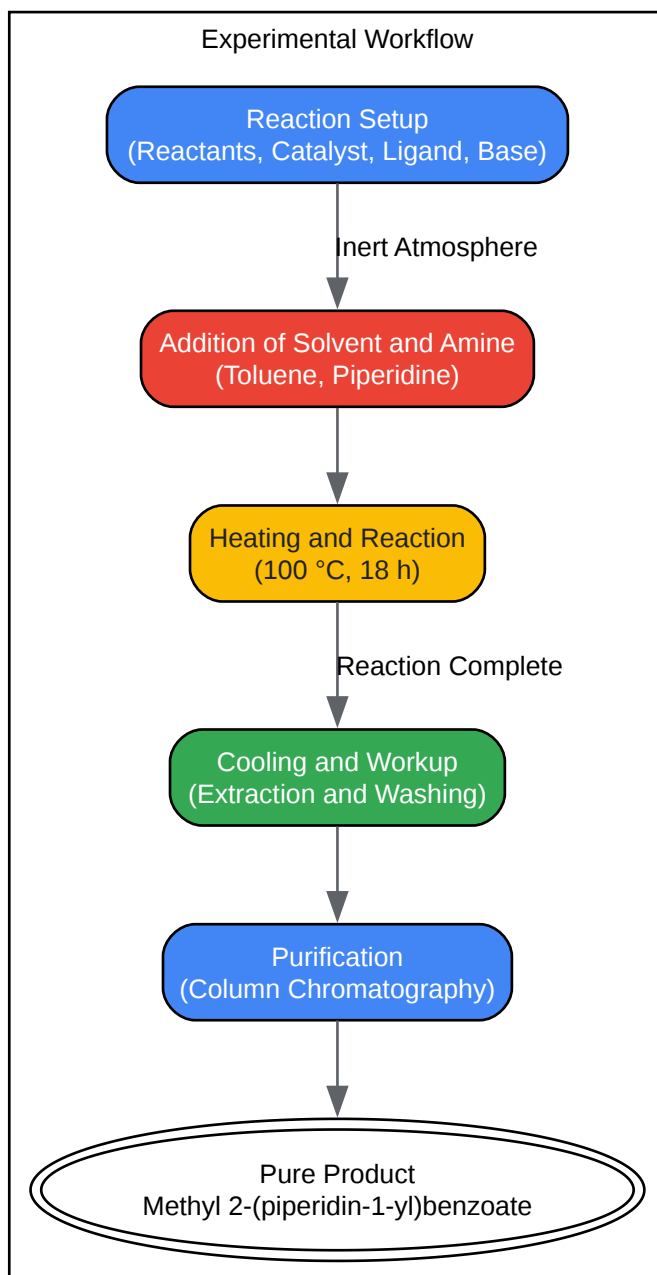 Experimental Workflow
Reaction Setup
(Reactants, Catalyst, Ligand, Base)
Inert Atmosphere
Addition of Solvent and Amine
(Toluene, Piperidine)
Heating and Reaction
(100 °C, 18 h)
Reaction Complete
Cooling and Workup
(Extraction and Washing)
Purification
(Column Chromatography)
Pure Product
Methyl 2-(piperidin-1-yl)benzoate